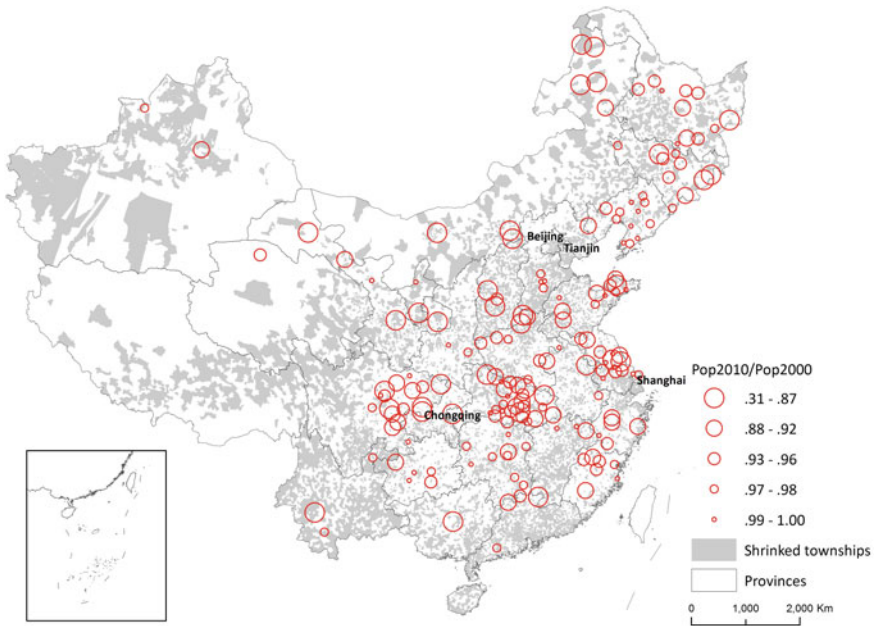 Beijing
Tianjin
Shanghai
Chongqing
Pop2010/Pop2000
.31 - .87
.88 - .92
.93 - .96
.97 - .98
.99 - 1.00
Shrinked townships
Provinces
0 1,000 2,000 Km